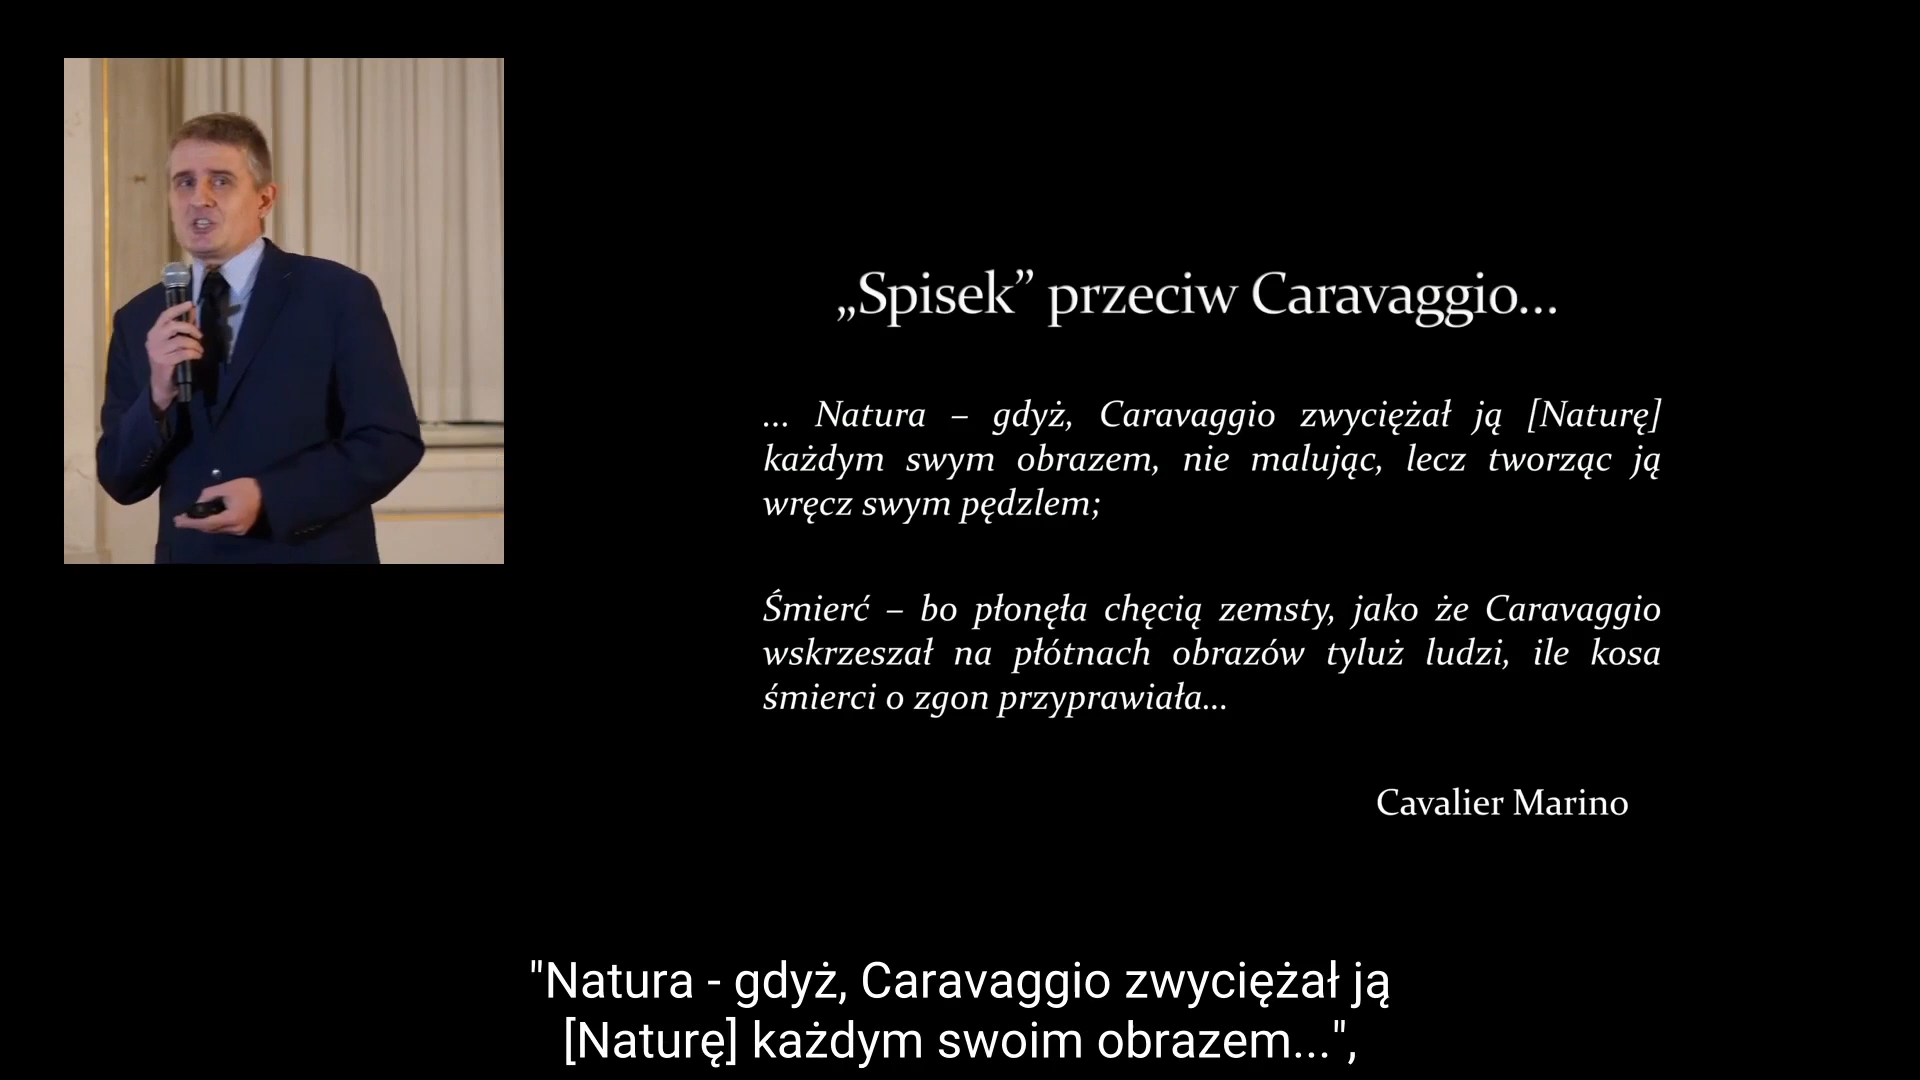 „Spisek” przeciw Caravaggio...
... Natura – gdyż, Caravaggio zwyciężał ją [Naturę]
każdym swym obrazem, nie malując, lecz tworząc ją
wręcz swym pędzlem;
Śmierć – bo płonęła chęcią zemsty, jako że Caravaggio
wskrzeszał na płótnach obrazów tyluż ludzi, ile kosa
śmierci o zgon przyprawiała...
Cavalier Marino
"Natura - gdyż, Caravaggio zwyciężał ją
[Naturę] każdym swoim obrazem...",